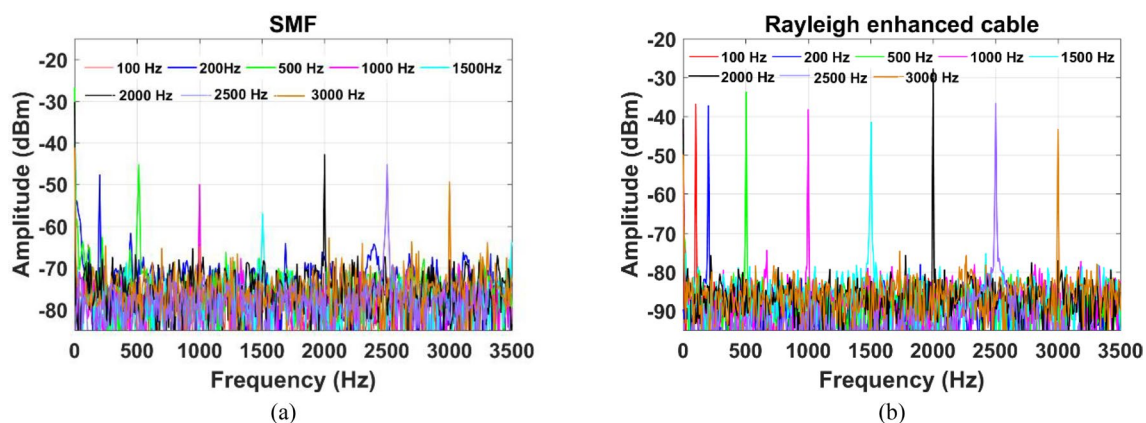 SMF
100 Hz 200Hz 500 Hz 1000 Hz 1500Hz
2000 Hz 2500 Hz 3000 Hz
-20
-30
-40
-50
-60
-70
-80
Amplitude (dBm)
0 500 1000 1500 2000 2500 3000 3500
Frequency (Hz)
(a)
Rayleigh enhanced cable
100 Hz 200 Hz 500 Hz 1000 Hz 1500 Hz
2000 Hz 2500 Hz 3000 Hz
-20
-30
-40
-50
-60
-70
-80
-90
Amplitude (dBm)
0 500 1000 1500 2000 2500 3000 3500
Frequency (Hz)
(b)